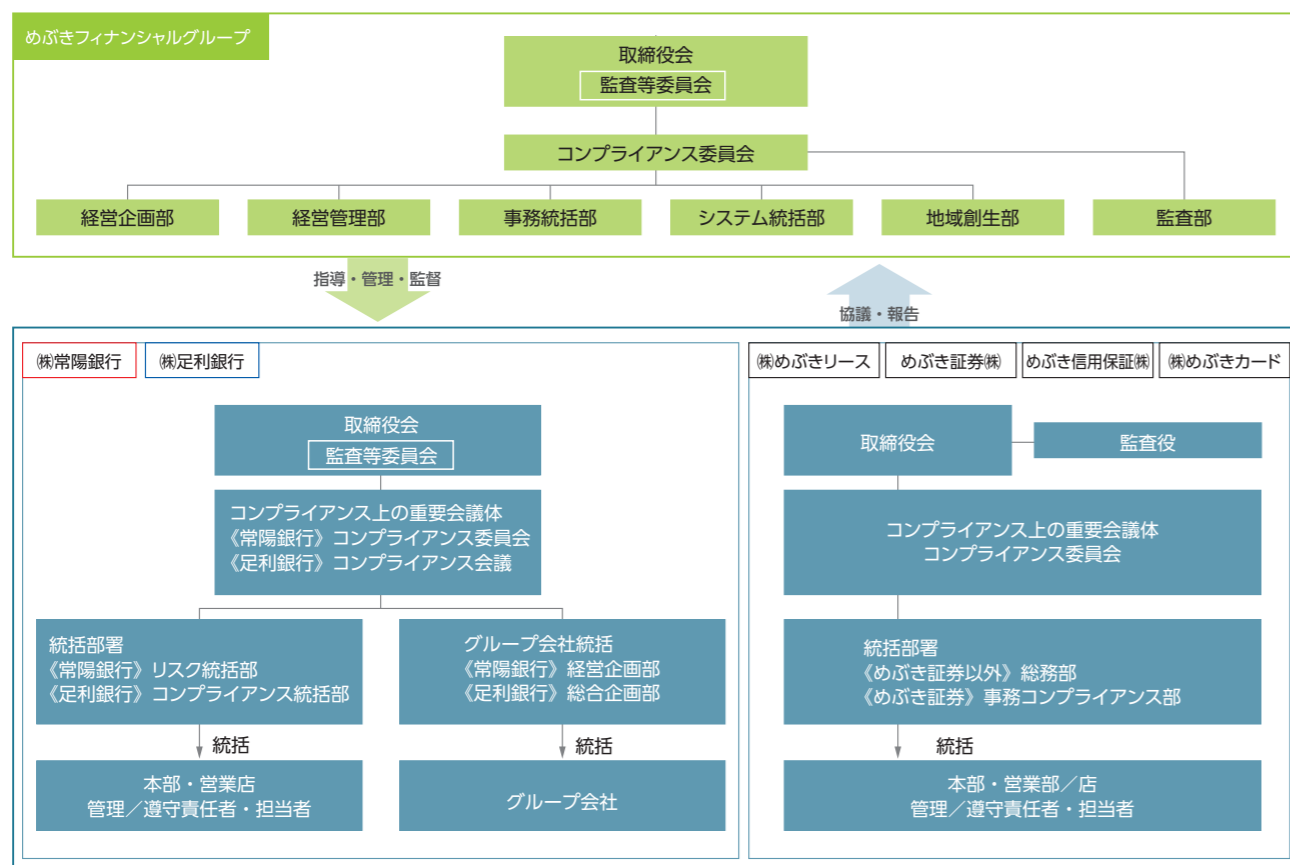 めぶきフィナンシャルグループ
取締役会
監査等委員会
コンプライアンス委員会
経営企画部
経営管理部
事務統括部
システム統括部
地域創生部
監査部
指導・管理・監督
協議・報告
㈱常陽銀行
㈱足利銀行
取締役会
監査等委員会
コンプライアンス上の重要会議体
《常陽銀行》コンプライアンス委員会
《足利銀行》コンプライアンス会議
統括部署
《常陽銀行》リスク統括部
《足利銀行》コンプライアンス統括部
グループ会社統括
《常陽銀行》経営企画部
《足利銀行》総合企画部
統括
統括
本部・営業店
管理／遵守責任者・担当者
グループ会社
㈱めぶきリース
めぶき証券㈱
めぶき信用保証㈱
㈱めぶきカード
取締役会
監査役
コンプライアンス上の重要会議体
コンプライアンス委員会
統括部署
《めぶき証券以外》総務部
《めぶき証券》事務コンプライアンス部
統括
本部・営業部／店
管理／遵守責任者・担当者